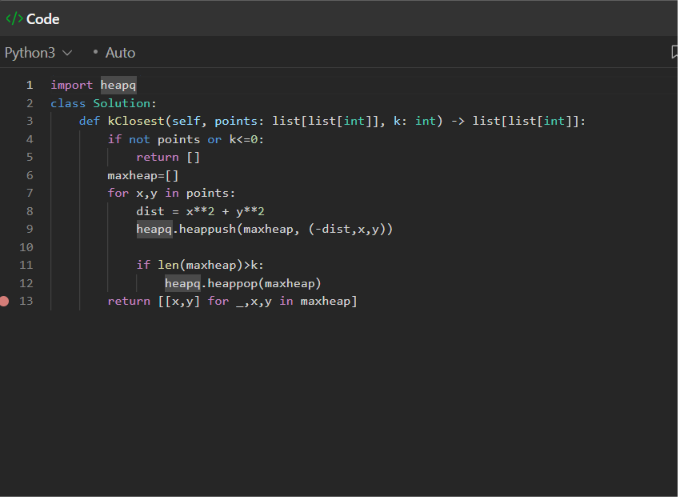 </> Code
Python3 • Auto
1 import heapq
2 class Solution:
3     def kClosest(self, points: list[list[int]], k: int) -> list[list[int]]:
4         if not points or k<=0:
5             return []
6         maxheap=[]
7         for x,y in points:
8             dist = x**2 + y**2
9             heapq.heappush(maxheap, (-dist,x,y))
10
11             if len(maxheap)>k:
12                 heapq.heappop(maxheap)
13         return [[x,y] for _,x,y in maxheap]